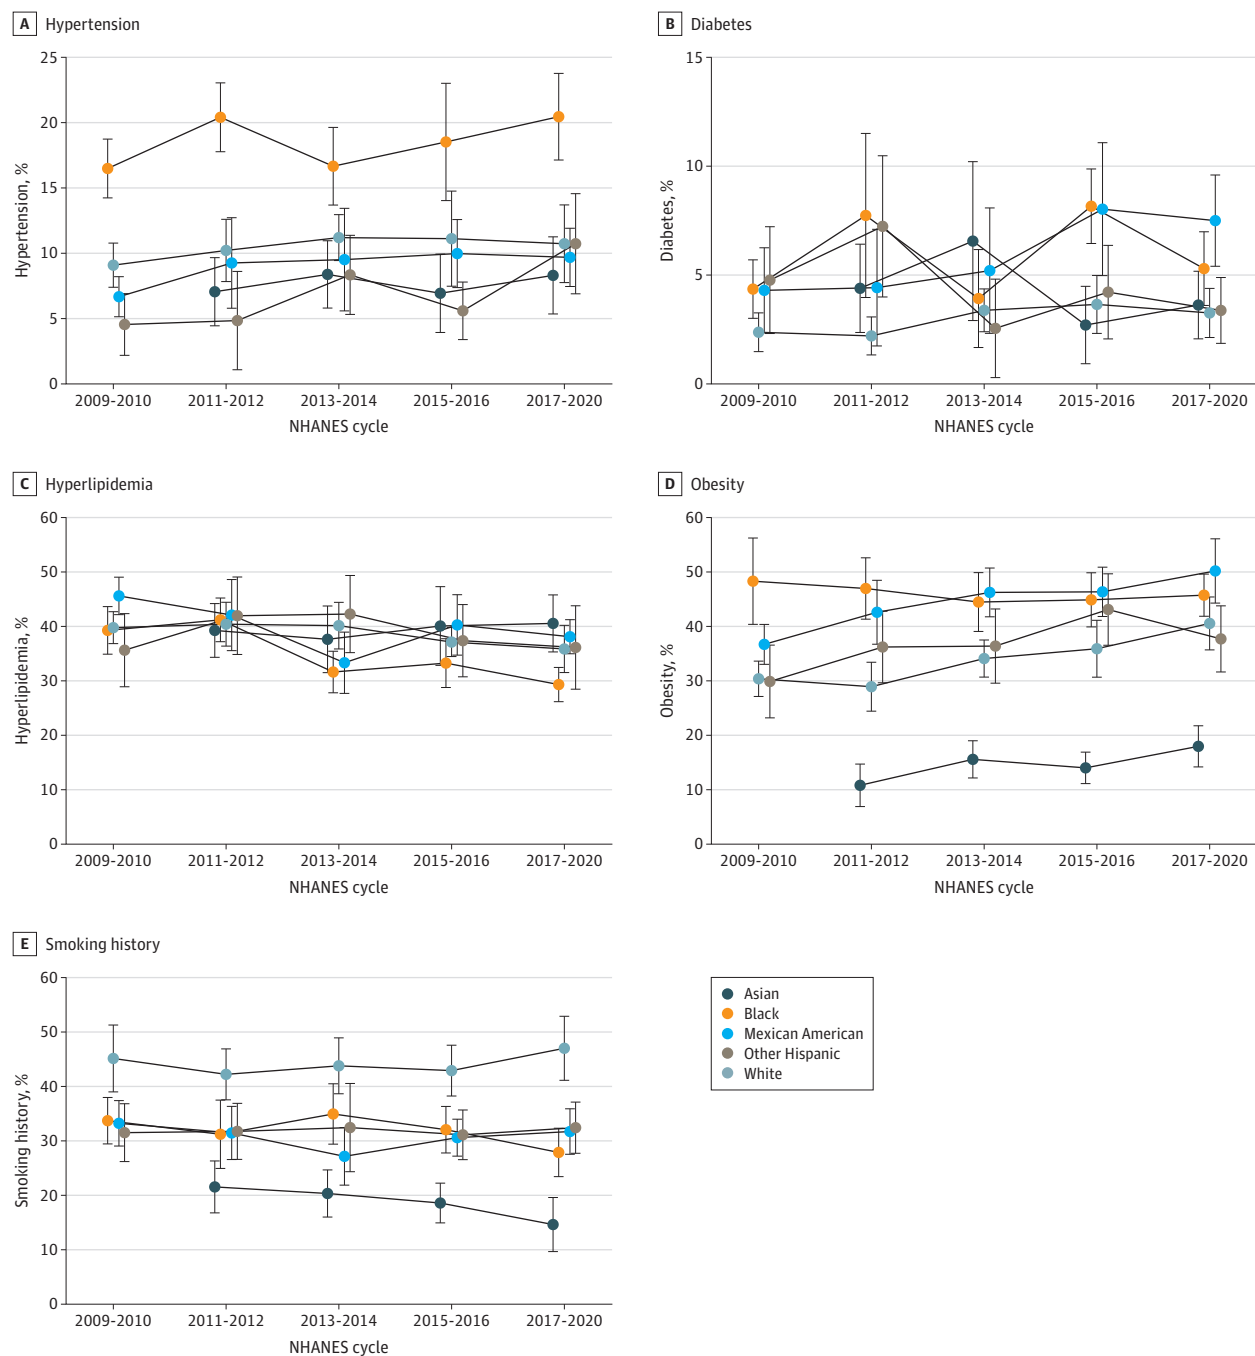 A Hypertension
25
20
15
10
5
0
Hypertension, %
2009-2010 2011-2012 2013-2014 2015-2016 2017-2020
NHANES cycle
B Diabetes
15
10
5
0
Diabetes, %
2009-2010 2011-2012 2013-2014 2015-2016 2017-2020
NHANES cycle
C Hyperlipidemia
60
50
40
30
20
10
0
Hyperlipidemia, %
2009-2010 2011-2012 2013-2014 2015-2016 2017-2020
NHANES cycle
D Obesity
60
50
40
30
20
10
0
Obesity, %
2009-2010 2011-2012 2013-2014 2015-2016 2017-2020
NHANES cycle
E Smoking history
60
50
40
30
20
10
0
Smoking history, %
2009-2010 2011-2012 2013-2014 2015-2016 2017-2020
NHANES cycle
Asian
Black
Mexican American
Other Hispanic
White